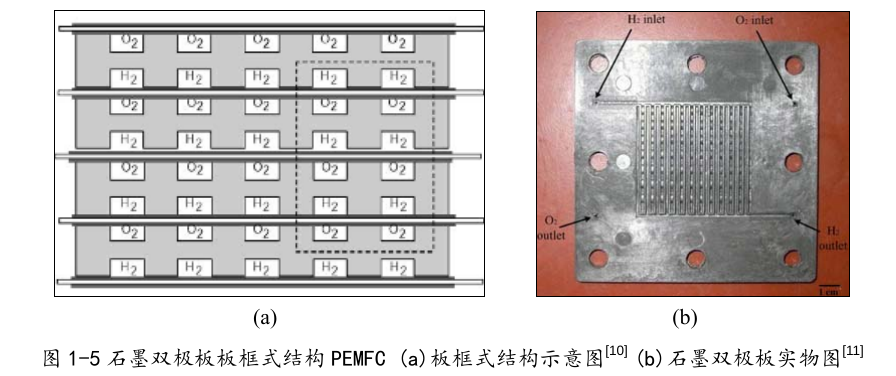 O2 O2 O2 O2 O2
H2 H2 H2 H2 H2
O2 O2 O2 O2 O2
H2 H2 H2 H2 H2
O2 O2 O2 O2 O2
H2 H2 H2 H2 H2
O2 O2 O2 O2 O2
H2 H2 H2 H2 H2
(a)
H2 inlet
O2 inlet
O2
outlet
H2
outlet
1 cm
(b)
图 1-5 石墨双极板板框式结构 PEMFC (a)板框式结构示意图[10] (b)石墨双极板实物图[11]